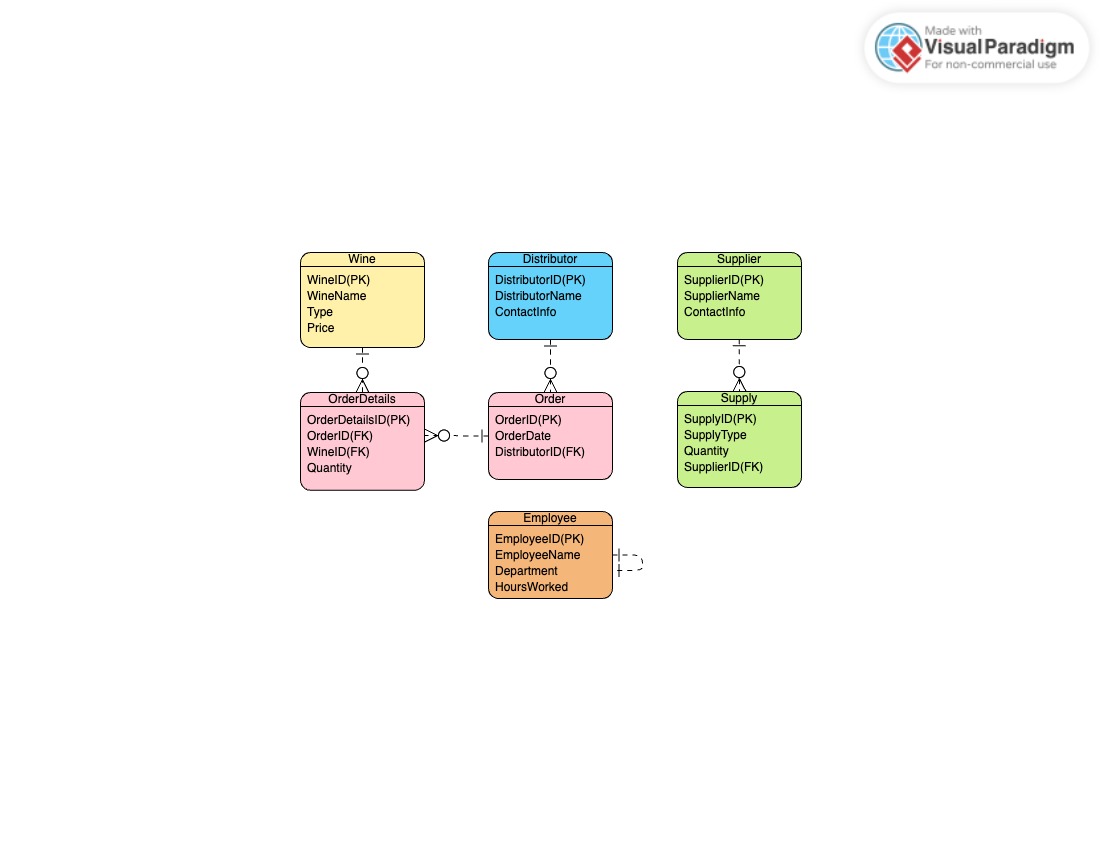 Made with
Visual Paradigm
For non-commercial use
Wine
WineID(PK)
WineName
Type
Price
Distributor
DistributorID(PK)
DistributorName
ContactInfo
Supplier
SupplierID(PK)
SupplierName
ContactInfo
OrderDetails
OrderDetailsID(PK)
OrderID(FK)
WineID(FK)
Quantity
Order
OrderID(PK)
OrderDate
DistributorID(FK)
Supply
SupplyID(PK)
SupplyType
Quantity
SupplierID(FK)
Employee
EmployeeID(PK)
EmployeeName
Department
HoursWorked